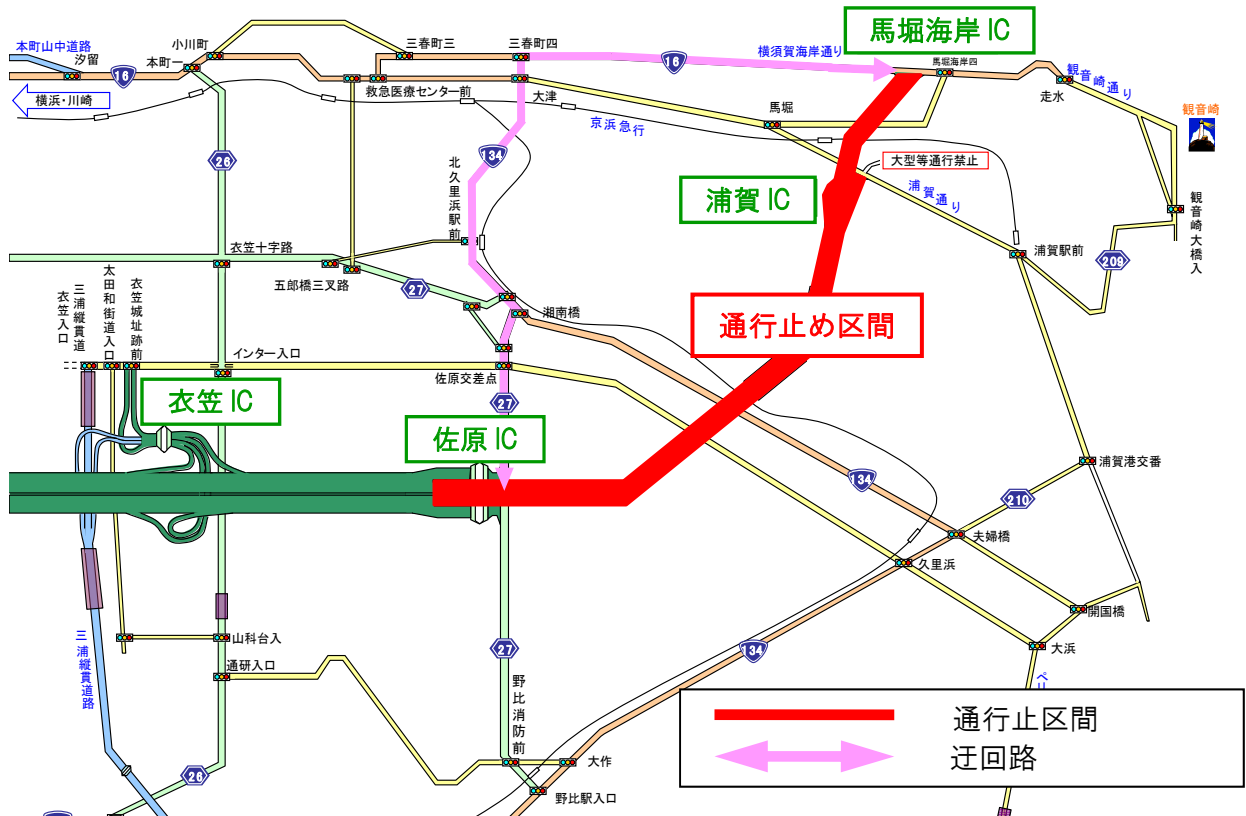 本町山中道路
汐留
16
横浜・川崎
小川町
本町一
三春町三
三春町四
16
横須賀海岸通り
馬堀海岸 IC
馬堀海岸四
走水
観音崎通り
観音崎
救急医療センター前
大津
京浜急行
馬堀
大型等通行禁止
26
134
北久里浜駅前
浦賀 IC
浦賀通り
観音崎大橋入
浦賀駅前
209
衣笠十字路
五郎橋三叉路
27
湘南橋
通行止め区間
三浦縦貫道
衣笠入口
太田和街道入口
衣笠城址跡前
インター入口
佐原交差点
27
衣笠 IC
佐原 IC
浦賀港交番
134
210
夫婦橋
久里浜
開国橋
大浜
山科台入
通研入口
三浦縦貫道路
27
134
野比消防前
大作
野比駅入口
26
ペリ
通行止区間
迂回路